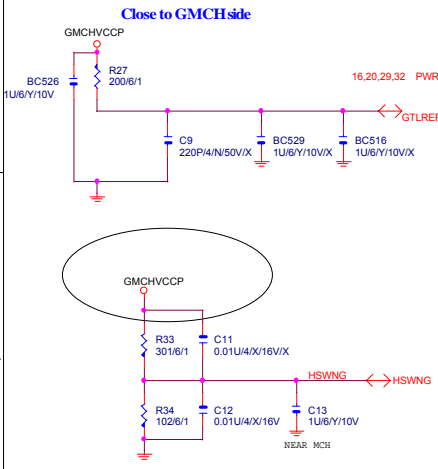 Close to GMCH side
GMCHVCCP
BC526
1U/6/Y/10V
R27
200/6/1
16,20,29,32 PWR
GTLREF
C9
220P/4/N/50V/X
BC529
1U/6/Y/10V/X
BC516
1U/6/Y/10V/X
GMCHVCCP
R33
301/6/1
C11
0.01U/4/X/16V/X
HSWNG
HSWNG
R34
102/6/1
C12
0.01U/4/X/16V
C13
1U/6/Y/10V
NEAR MCH